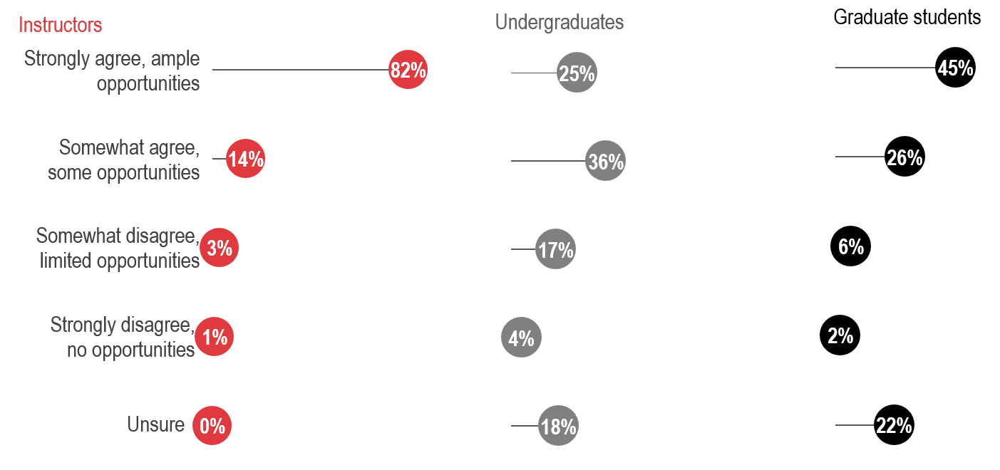 Instructors
Undergraduates
Graduate students
Strongly agree, ample
opportunities
82%
25%
45%
Somewhat agree,
some opportunities
14%
36%
26%
Somewhat disagree,
limited opportunities
3%
17%
6%
Strongly disagree,
no opportunities
1%
4%
2%
Unsure
0%
18%
22%